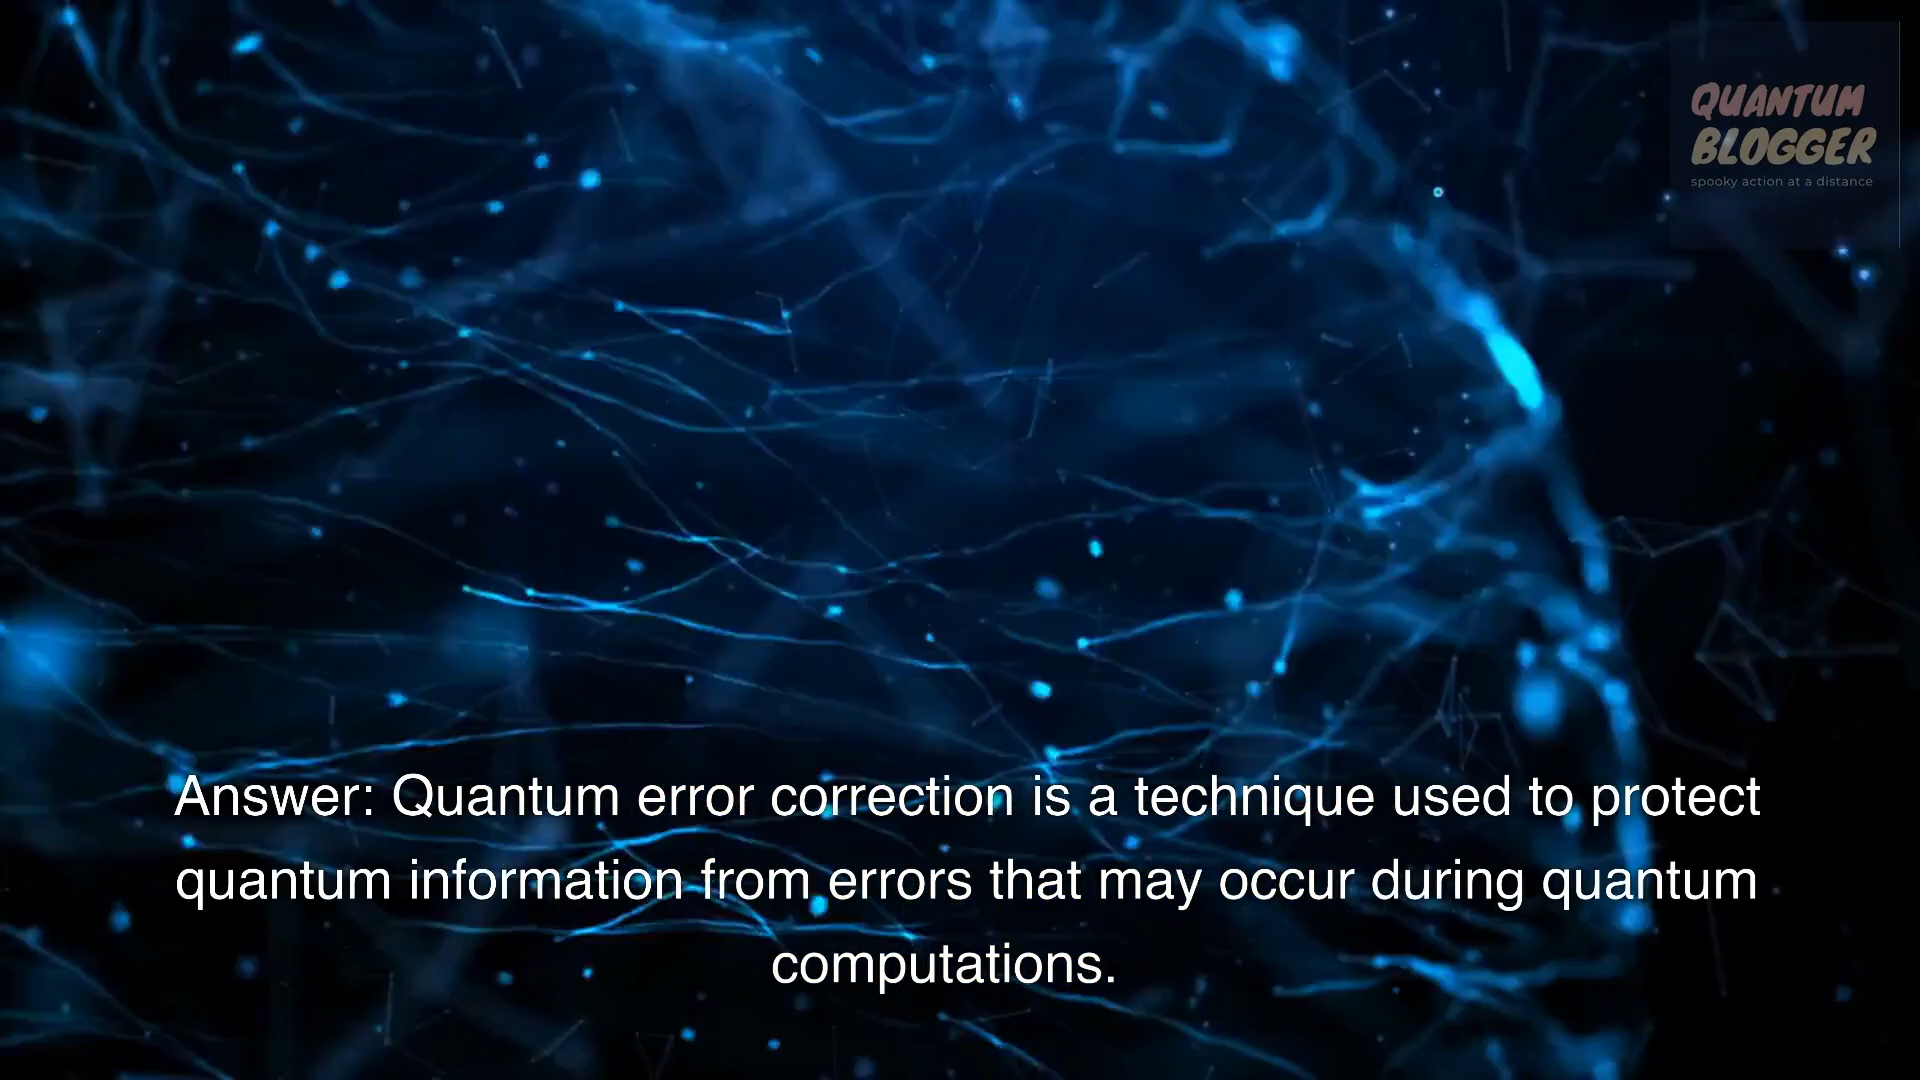 QUANTUM
BLOGGER
spooky action at a distance
Answer: Quantum error correction is a technique used to protect
quantum information from errors that may occur during quantum
computations.